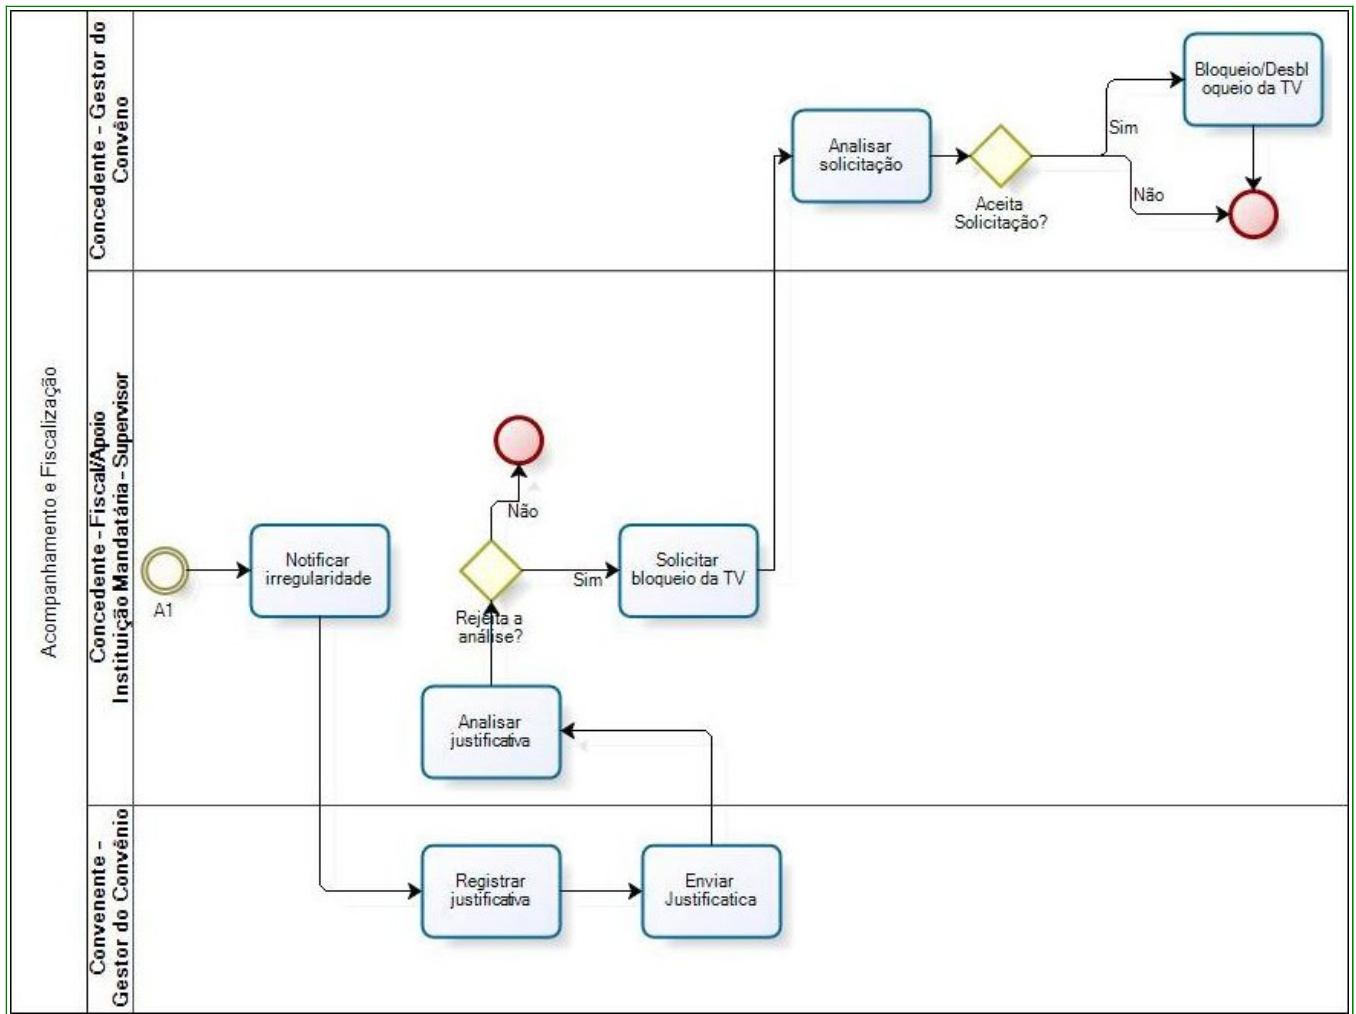 Acompanhamento e Fiscalização
Concedente - Gestor do
Convêno
Analisar
solicitação
Aceita
Solicitação?
Sim
Não
Bloqueio/Desbl
oqueio da TV
Concedente - Fiscal/Apoio
Instituição Mandatária - Supervisor
A1
Notificar
irregularidade
Não
Rejeita a
análise?
Sim
Solicitar
bloqueio da TV
Analisar
justificativa
Convenente -
Gestor do Convênio
Registrar
justificativa
Enviar
Justificatica